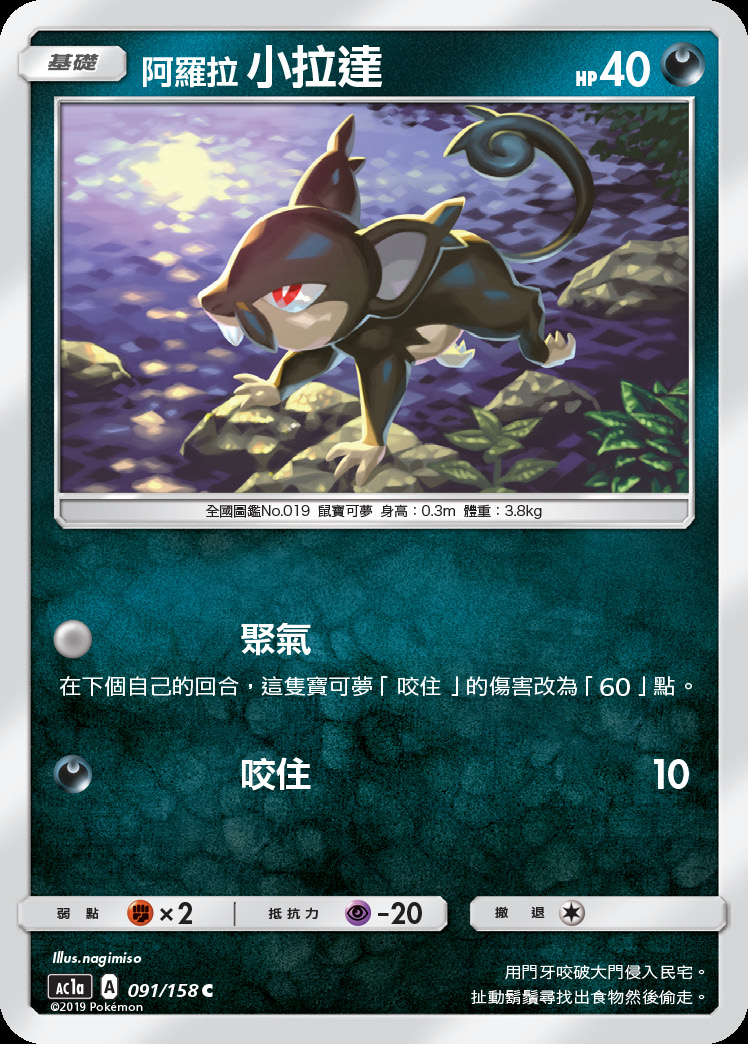 基礎
阿羅拉 小拉達 HP40
全國圖鑑No.019 鼠寶可夢 身高:0.3m 體重:3.8kg
聚氣
在下個自己的回合,這隻寶可夢「咬住」的傷害改為「60」點。
咬住 10
弱點 ×2 抵抗力 -20 撤退
Illus.nagimiso
AC1a A 091/158 C
©2019 Pokémon
用門牙咬破大門侵入民宅。
扯動鬍鬚尋找出食物然後偷走。